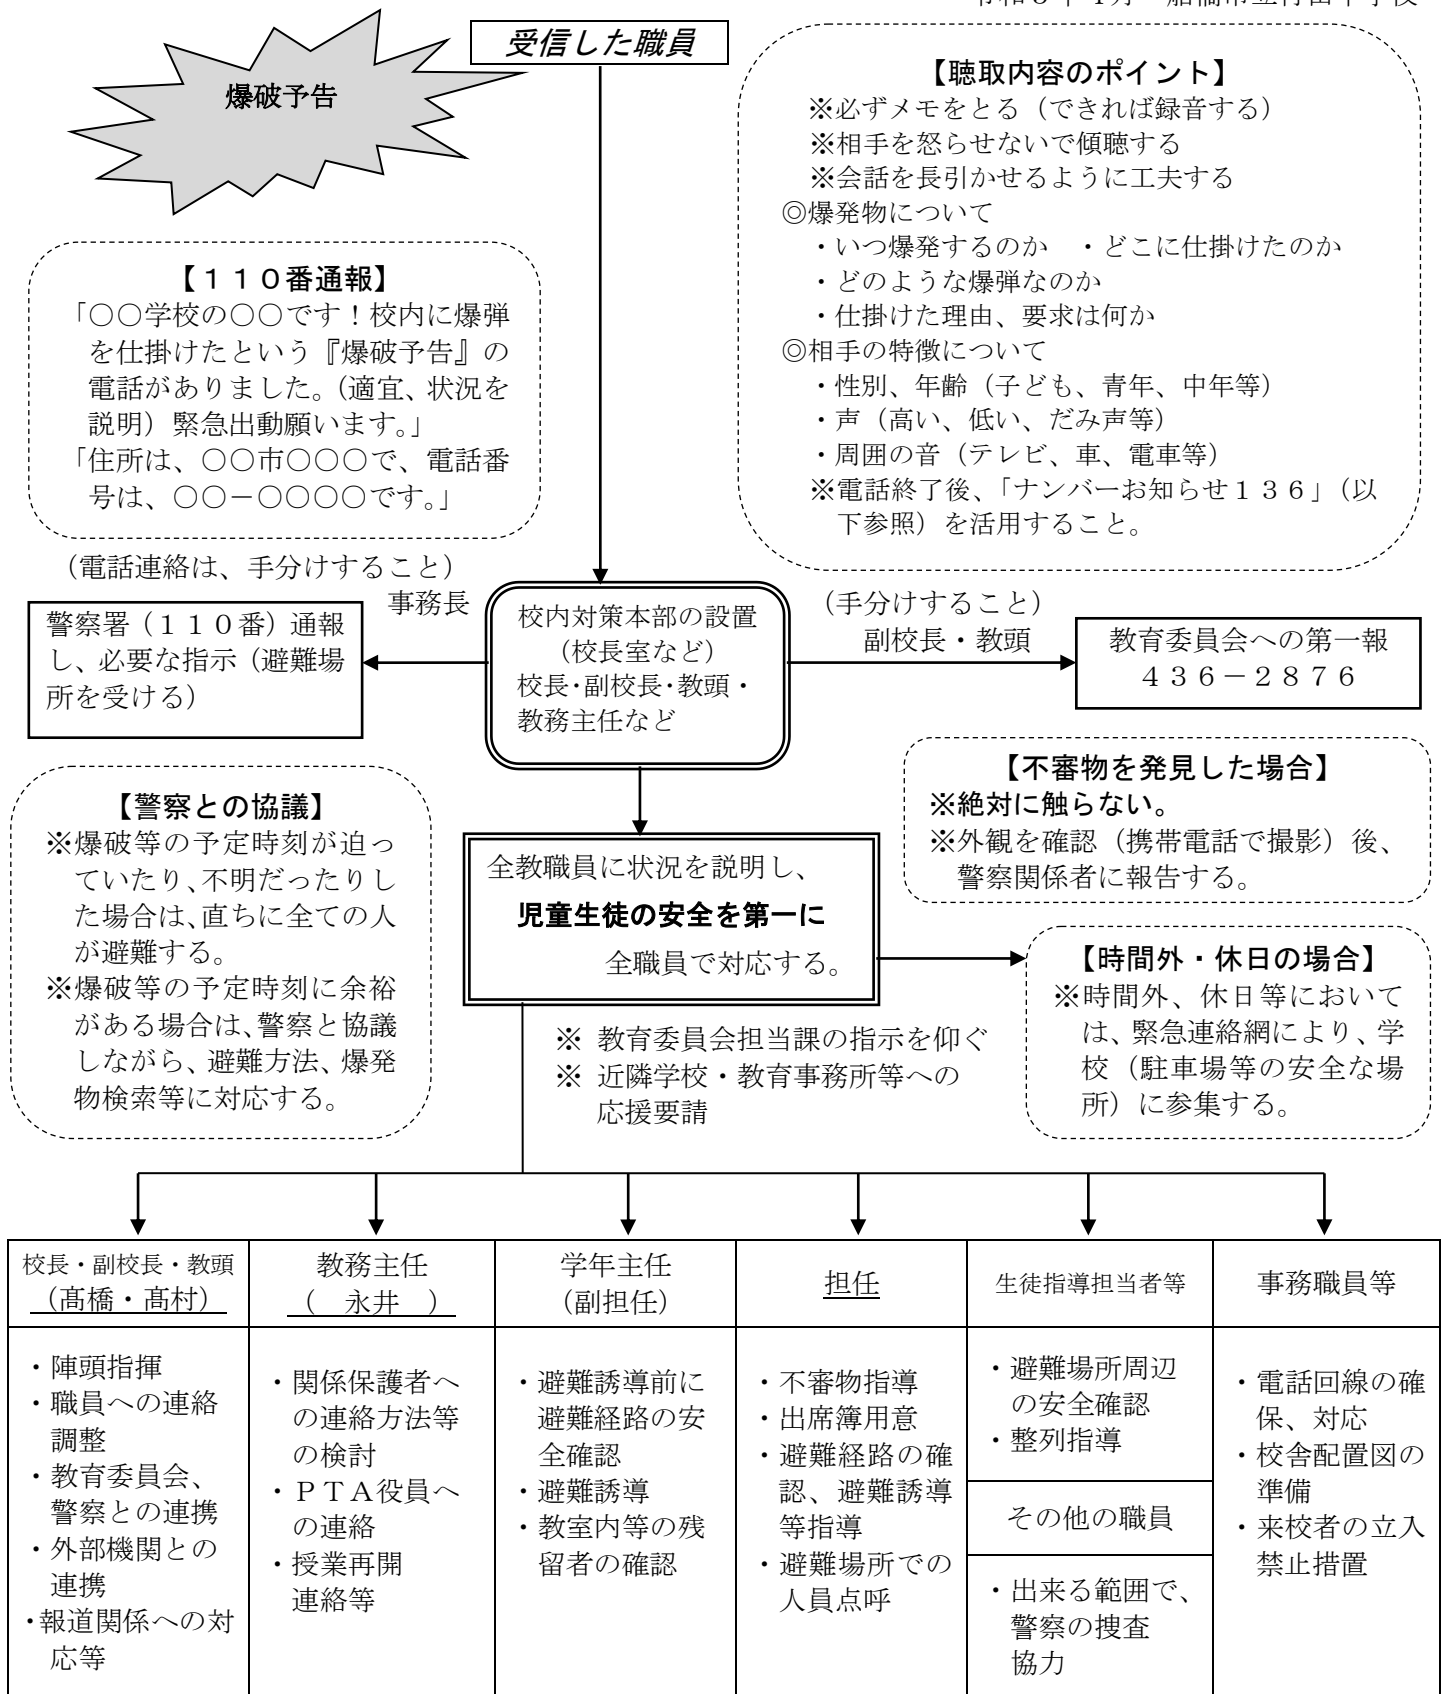 受信した職員
爆破予告
【聴取内容のポイント】
※必ずメモをとる（できれば録音する）
※相手を怒らせないで傾聴する
※会話を長引かせるように工夫する
◎爆発物について
・いつ爆発するのか　・どこに仕掛けたのか
・どのような爆弾なのか
・仕掛けた理由、要求は何か
◎相手の特徴について
・性別、年齢（子ども、青年、中年等）
・声（高い、低い、だみ声等）
・周囲の音（テレビ、車、電車等）
※電話終了後、「ナンバーお知らせ１３６」（以
下参照）を活用すること。
【１１０番通報】
「〇〇学校の〇〇です！校内に爆弾
を仕掛けたという『爆破予告』の
電話がありました。（適宜、状況を
説明）緊急出動願います。」
「住所は、〇〇市〇〇〇で、電話番
号は、〇〇－〇〇〇〇です。」
（電話連絡は、手分けすること）
事務長
警察署（１１０番）通報
し、必要な指示（避難場
所を受ける）
校内対策本部の設置
（校長室など）
校長・副校長・教頭・
教務主任など
（手分けすること）
副校長・教頭
教育委員会への第一報
４３６－２８７６
【警察との協議】
※爆破等の予定時刻が迫っ
ていたり、不明だったりし
た場合は、直ちに全ての人
が避難する。
※爆破等の予定時刻に余裕
がある場合は、警察と協議
しながら、避難方法、爆発
物検索等に対応する。
全教職員に状況を説明し、
児童生徒の安全を第一に
全職員で対応する。
【不審物を発見した場合】
※絶対に触らない。
※外観を確認（携帯電話で撮影）後、
警察関係者に報告する。
【時間外・休日の場合】
※時間外、休日等において
は、緊急連絡網により、学
校（駐車場等の安全な場
所）に参集する。
※ 教育委員会担当課の指示を仰ぐ
※ 近隣学校・教育事務所等への
応援要請
校長・副校長・教頭
（髙橋・髙村）
・陣頭指揮
・職員への連絡
調整
・教育委員会、
警察との連携
・外部機関との
連携
・報道関係への対
応等
教務主任
（　永井　）
・関係保護者へ
の連絡方法等
の検討
・ＰＴＡ役員へ
の連絡
・授業再開
連絡等
学年主任
（副担任）
・避難誘導前に
避難経路の安
全確認
・避難誘導
・教室内等の残
留者の確認
担任
・不審物指導
・出席簿用意
・避難経路の確
認、避難誘導
等指導
・避難場所での
人員点呼
生徒指導担当者等
・避難場所周辺
の安全確認
・整列指導
その他の職員
・出来る範囲で、
警察の捜査
協力
事務職員等
・電話回線の確
保、対応
・校舎配置図の
準備
・来校者の立入
禁止措置